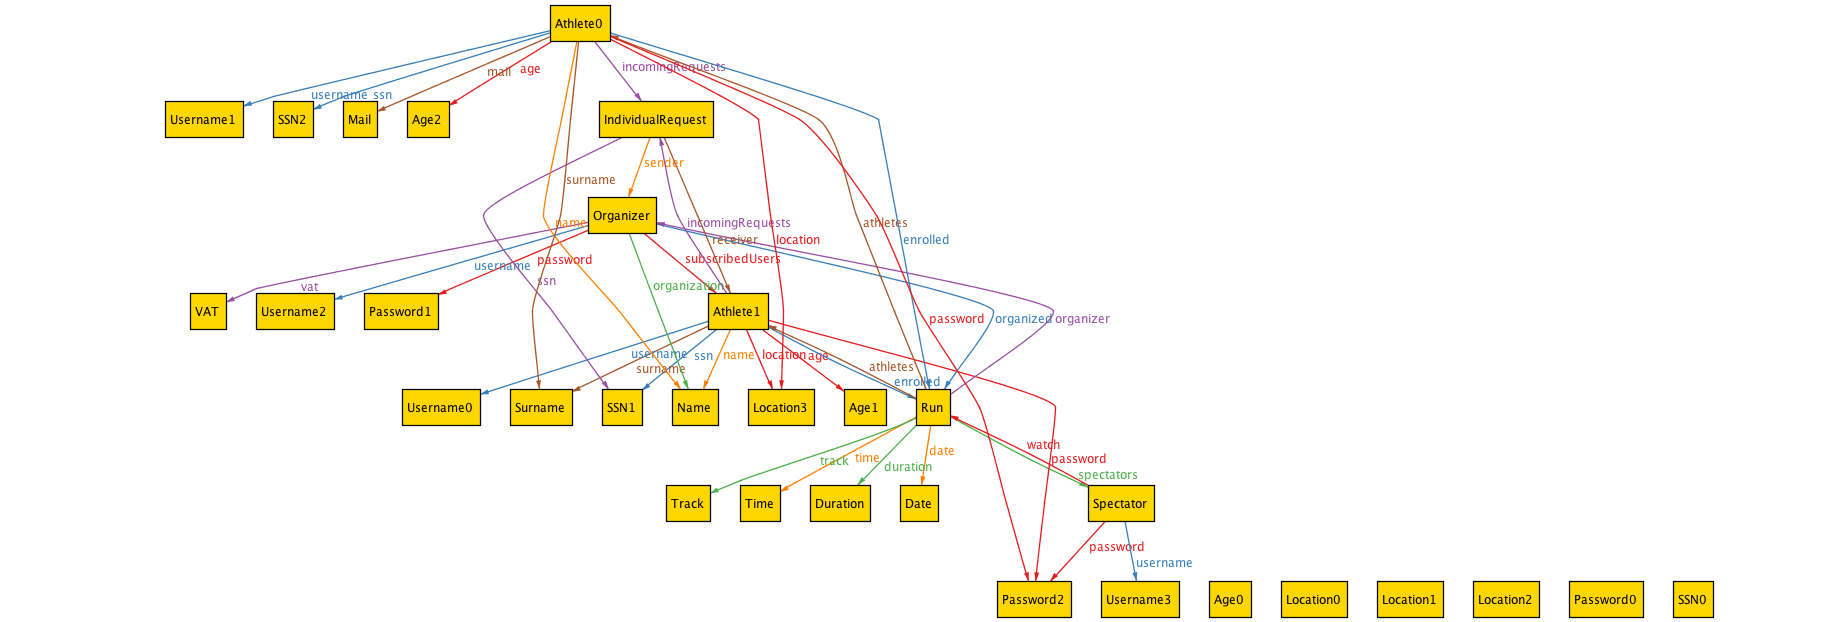 Athlete0
mail
age
incomingRequests
username
ssn
Username1
SSN2
Mail
Age2
IndividualRequest
sender
surname
Organizer
name
incomingRequests
athletes
receiver
location
enrolled
username
password
subscribedUsers
vat
ssn
organization
VAT
Username2
Password1
Athlete1
password
organized
organizer
username
ssn
name
location
age
surname
athletes
enrolled
Username0
Surname
SSN1
Name
Location3
Age1
Run
watch
date
track
time
duration
password
spectators
Track
Time
Duration
Date
Spectator
password
username
Password2
Username3
Age0
Location0
Location1
Location2
Password0
SSN0